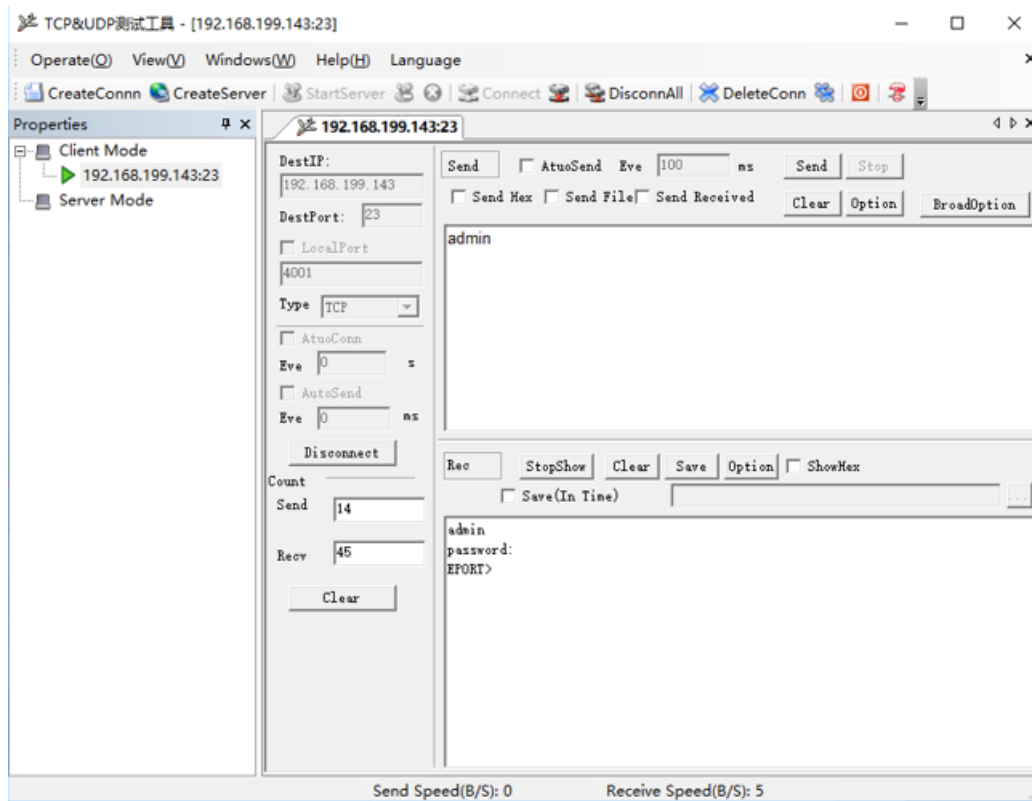 TCP&UDP测试工具 - [192.168.199.143:23]
Operate(O) View(V) Windows(W) Help(H) Language
CreateConnn CreateServer StartServer Connect DisconnAll DeleteConn
Properties
Client Mode
192.168.199.143:23
Server Mode
192.168.199.143:23
DestIP:
192.168.199.143
DestPort: 23
LocalPort
4001
Type TCP
AtuoConn
Eve 0 s
AutoSend
Eve 0 ms
Disconnect
Count
Send 14
Recv 45
Clear
Send AtuoSend Eve 100 ms Send Stop
Send Hex Send File Send Received Clear Option BroadOption
admin
Rec StopShow Clear Save Option ShowHex
Save(In Time) ...
admin
password:
EPORT>
Send Speed(B/S): 0 Receive Speed(B/S): 5